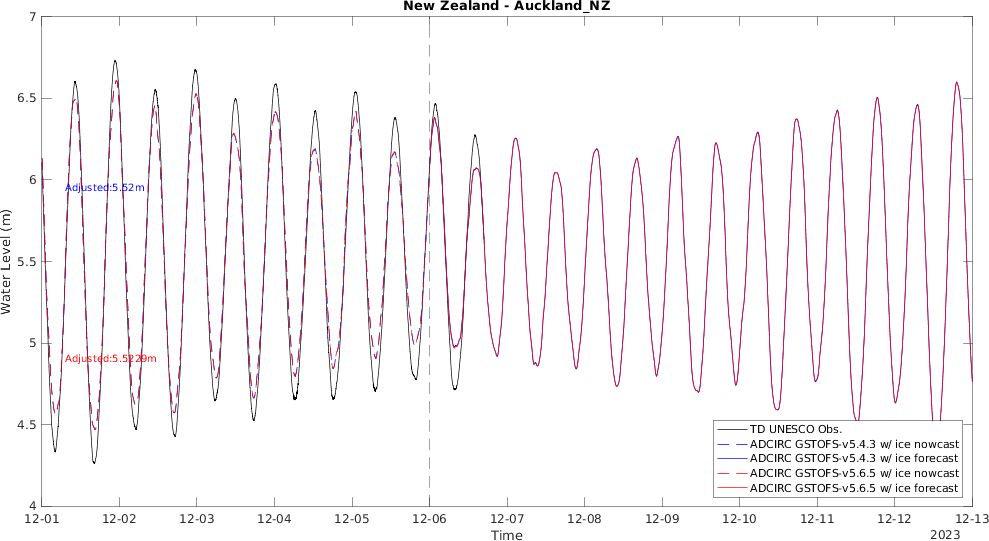 New Zealand - Auckland_NZ
7
6.5
6
5.5
5
4.5
4
Water Level (m)
Adjusted:5.52m
Adjusted:5.5229m
TD UNESCO Obs.
ADCIRC GSTOFS-v5.4.3 w/ ice nowcast
ADCIRC GSTOFS-v5.4.3 w/ ice forecast
ADCIRC GSTOFS-v5.6.5 w/ ice nowcast
ADCIRC GSTOFS-v5.6.5 w/ ice forecast
12-01 12-02 12-03 12-04 12-05 12-06 12-07 12-08 12-09 12-10 12-11 12-12 12-13
Time
2023